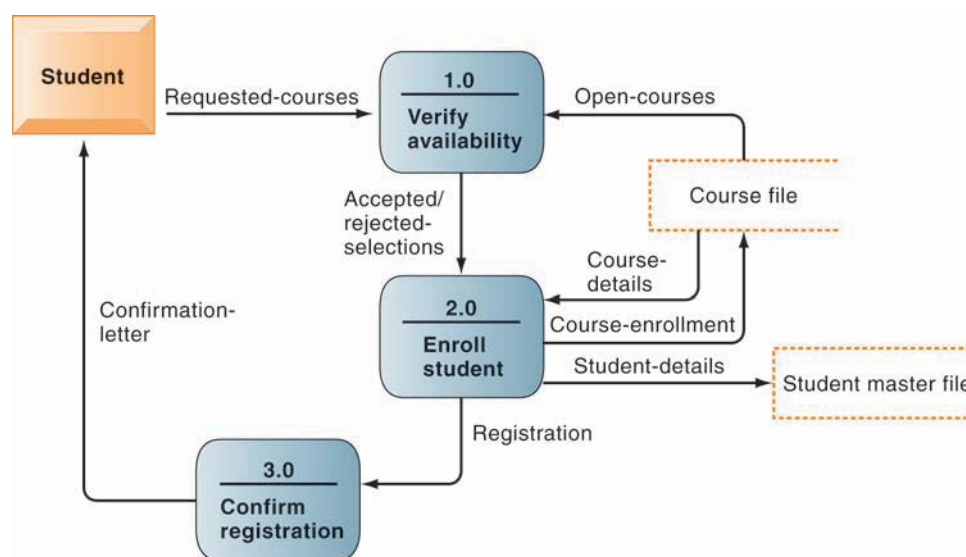 Student
Requested-courses
1.0
Verify
availability
Open-courses
Course file
Accepted/
rejected-
selections
Course-
details
2.0
Enroll
student
Course-enrollment
Student-details
Student master file
Confirmation-
letter
Registration
3.0
Confirm
registration